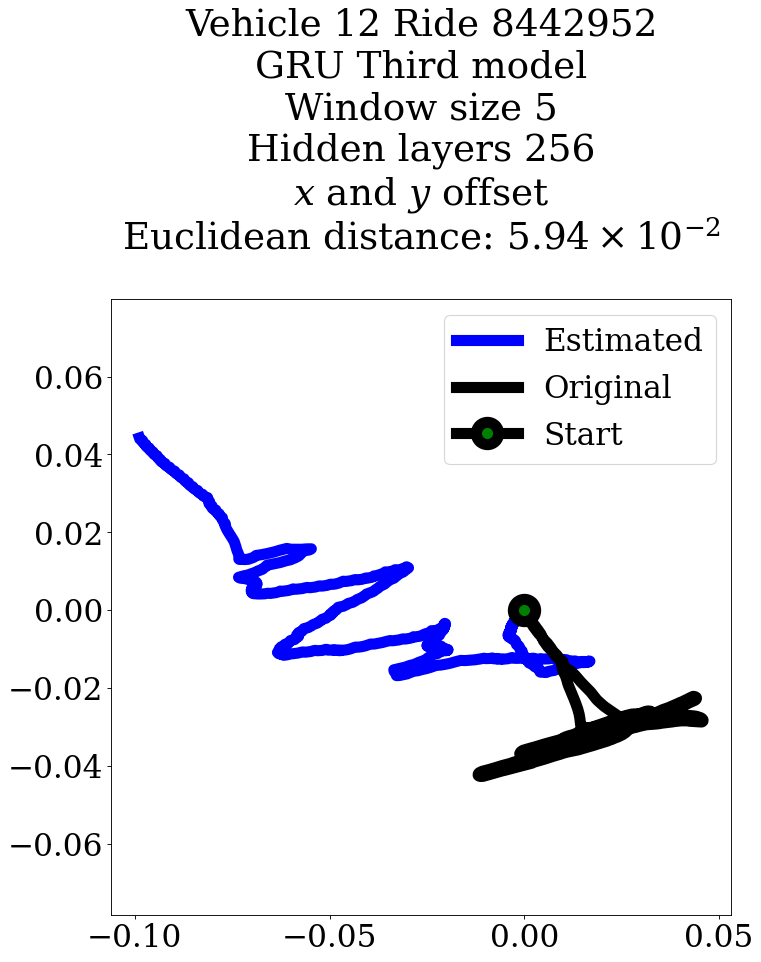 Vehicle 12 Ride 8442952
GRU Third model
Window size 5
Hidden layers 256
x and y offset
Euclidean distance: 5.94 × 10⁻²
Estimated
Original
Start
0.06
0.04
0.02
0.00
−0.02
−0.04
−0.06
−0.10 −0.05 0.00 0.05